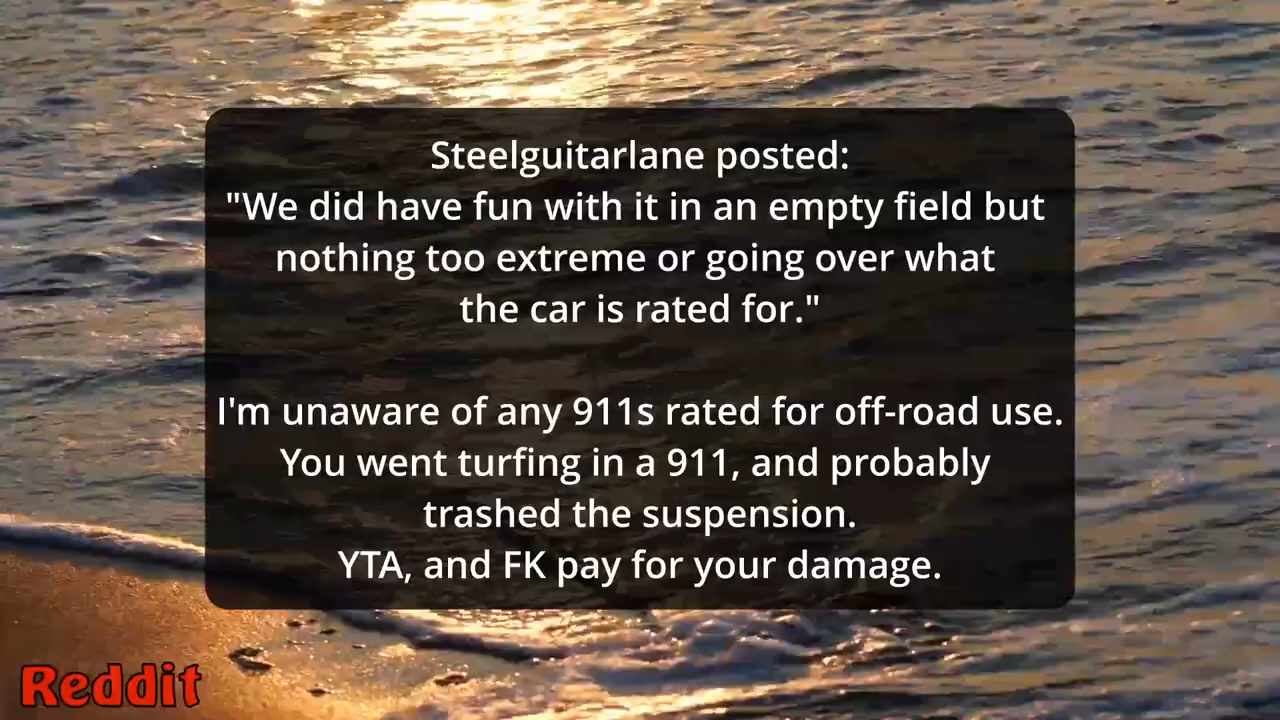 Steelguitarlane posted:
"We did have fun with it in an empty field but
nothing too extreme or going over what
the car is rated for."
I'm unaware of any 911s rated for off-road use.
You went turfing in a 911, and probably
trashed the suspension.
YTA, and FK pay for your damage.
Reddit